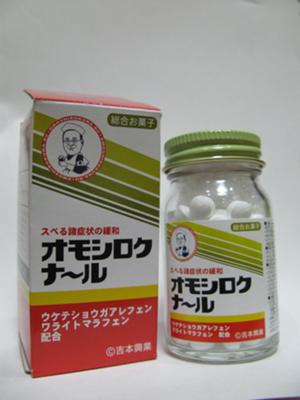 総合お菓子
スベる諸症状の緩和
オモシロク
ナ〜ル
ウケテショウガアレフェン
ワライトマラフェン
配合
©吉本興業
総合お菓子
スベる諸症状の緩和
オモシロク
ナ〜ル
ウケテショウガアレフェン
ワライトマラフェン 配合
©吉本興業